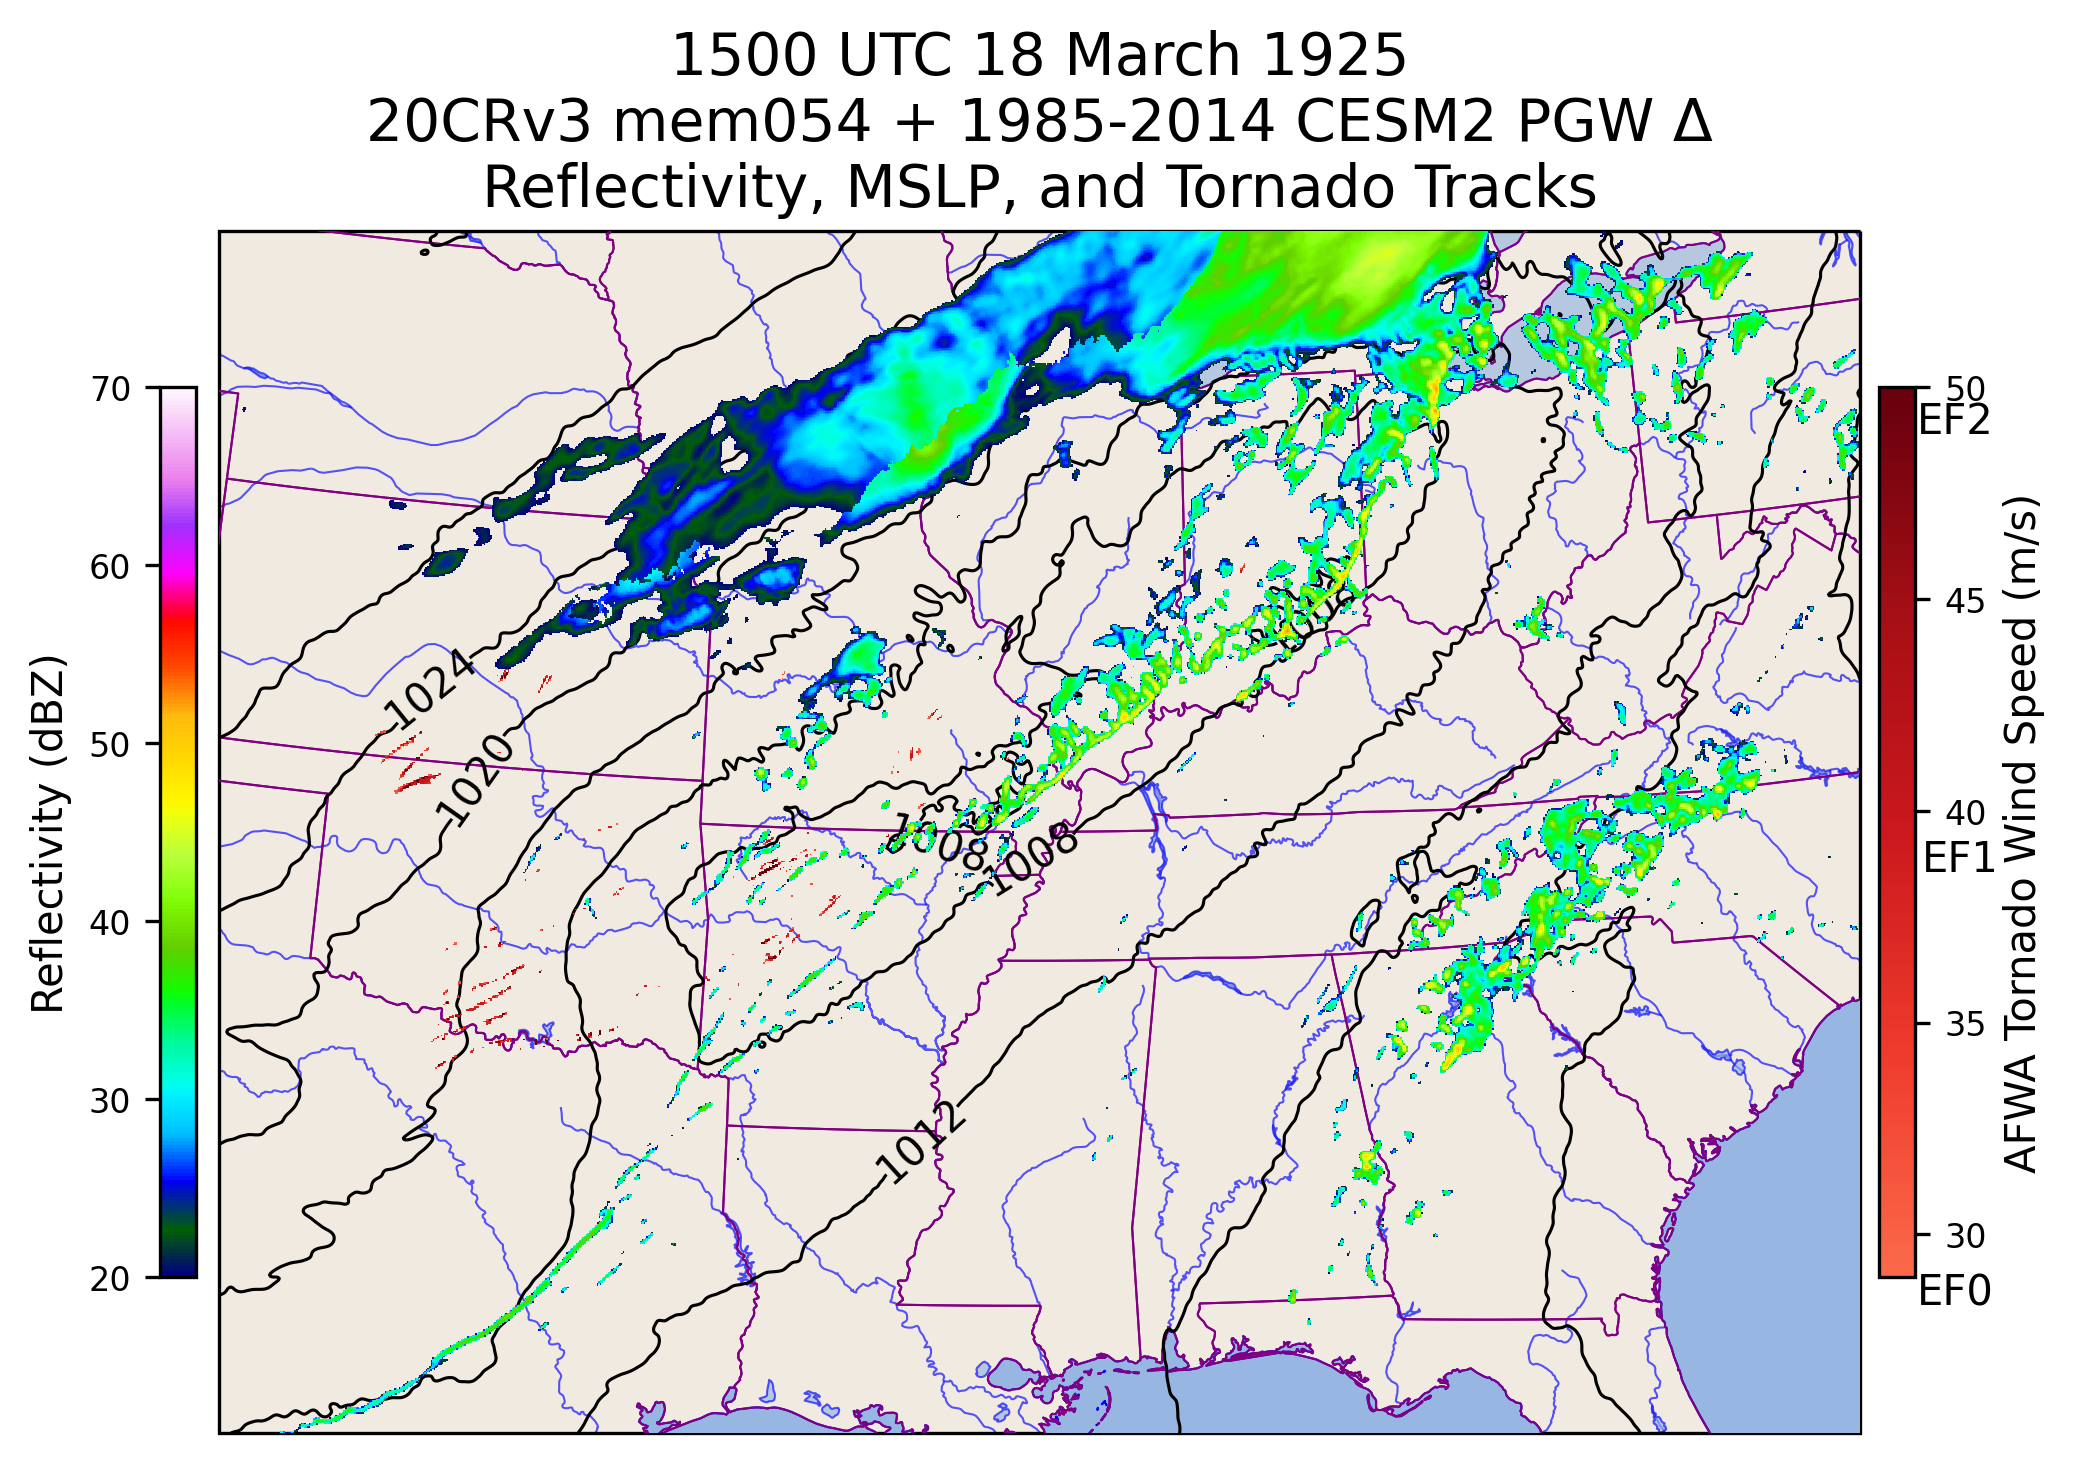 1500 UTC 18 March 1925
20CRv3 mem054 + 1985-2014 CESM2 PGW Δ
Reflectivity, MSLP, and Tornado Tracks
Reflectivity (dBZ)
70
60
50
40
30
20
1024
1020
1008
1008
1012
50
EF2
45
40
EF1
35
30
EF0
AFWA Tornado Wind Speed (m/s)